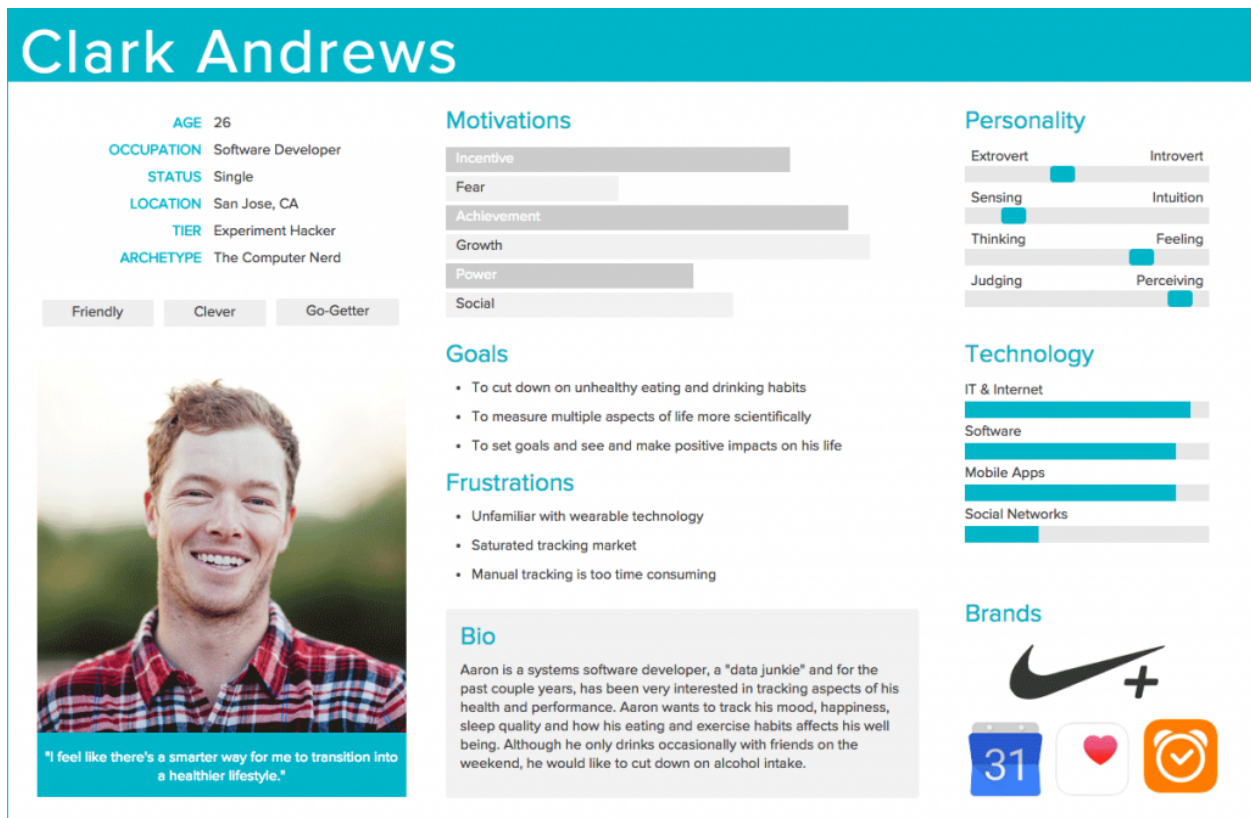 Clark Andrews
AGE 26
OCCUPATION Software Developer
STATUS Single
LOCATION San Jose, CA
TIER Experiment Hacker
ARCHETYPE The Computer Nerd
Friendly Clever Go-Getter
"I feel like there's a smarter way for me to transition into
a healthier lifestyle."
Motivations
Incentive
Fear
Achievement
Growth
Power
Social
Goals
• To cut down on unhealthy eating and drinking habits
• To measure multiple aspects of life more scientifically
• To set goals and see and make positive impacts on his life
Frustrations
• Unfamiliar with wearable technology
• Saturated tracking market
• Manual tracking is too time consuming
Bio
Aaron is a systems software developer, a "data junkie" and for the
past couple years, has been very interested in tracking aspects of his
health and performance. Aaron wants to track his mood, happiness,
sleep quality and how his eating and exercise habits affects his well
being. Although he only drinks occasionally with friends on the
weekend, he would like to cut down on alcohol intake.
Personality
Extrovert Introvert
Sensing Intuition
Thinking Feeling
Judging Perceiving
Technology
IT & Internet
Software
Mobile Apps
Social Networks
Brands
+
31